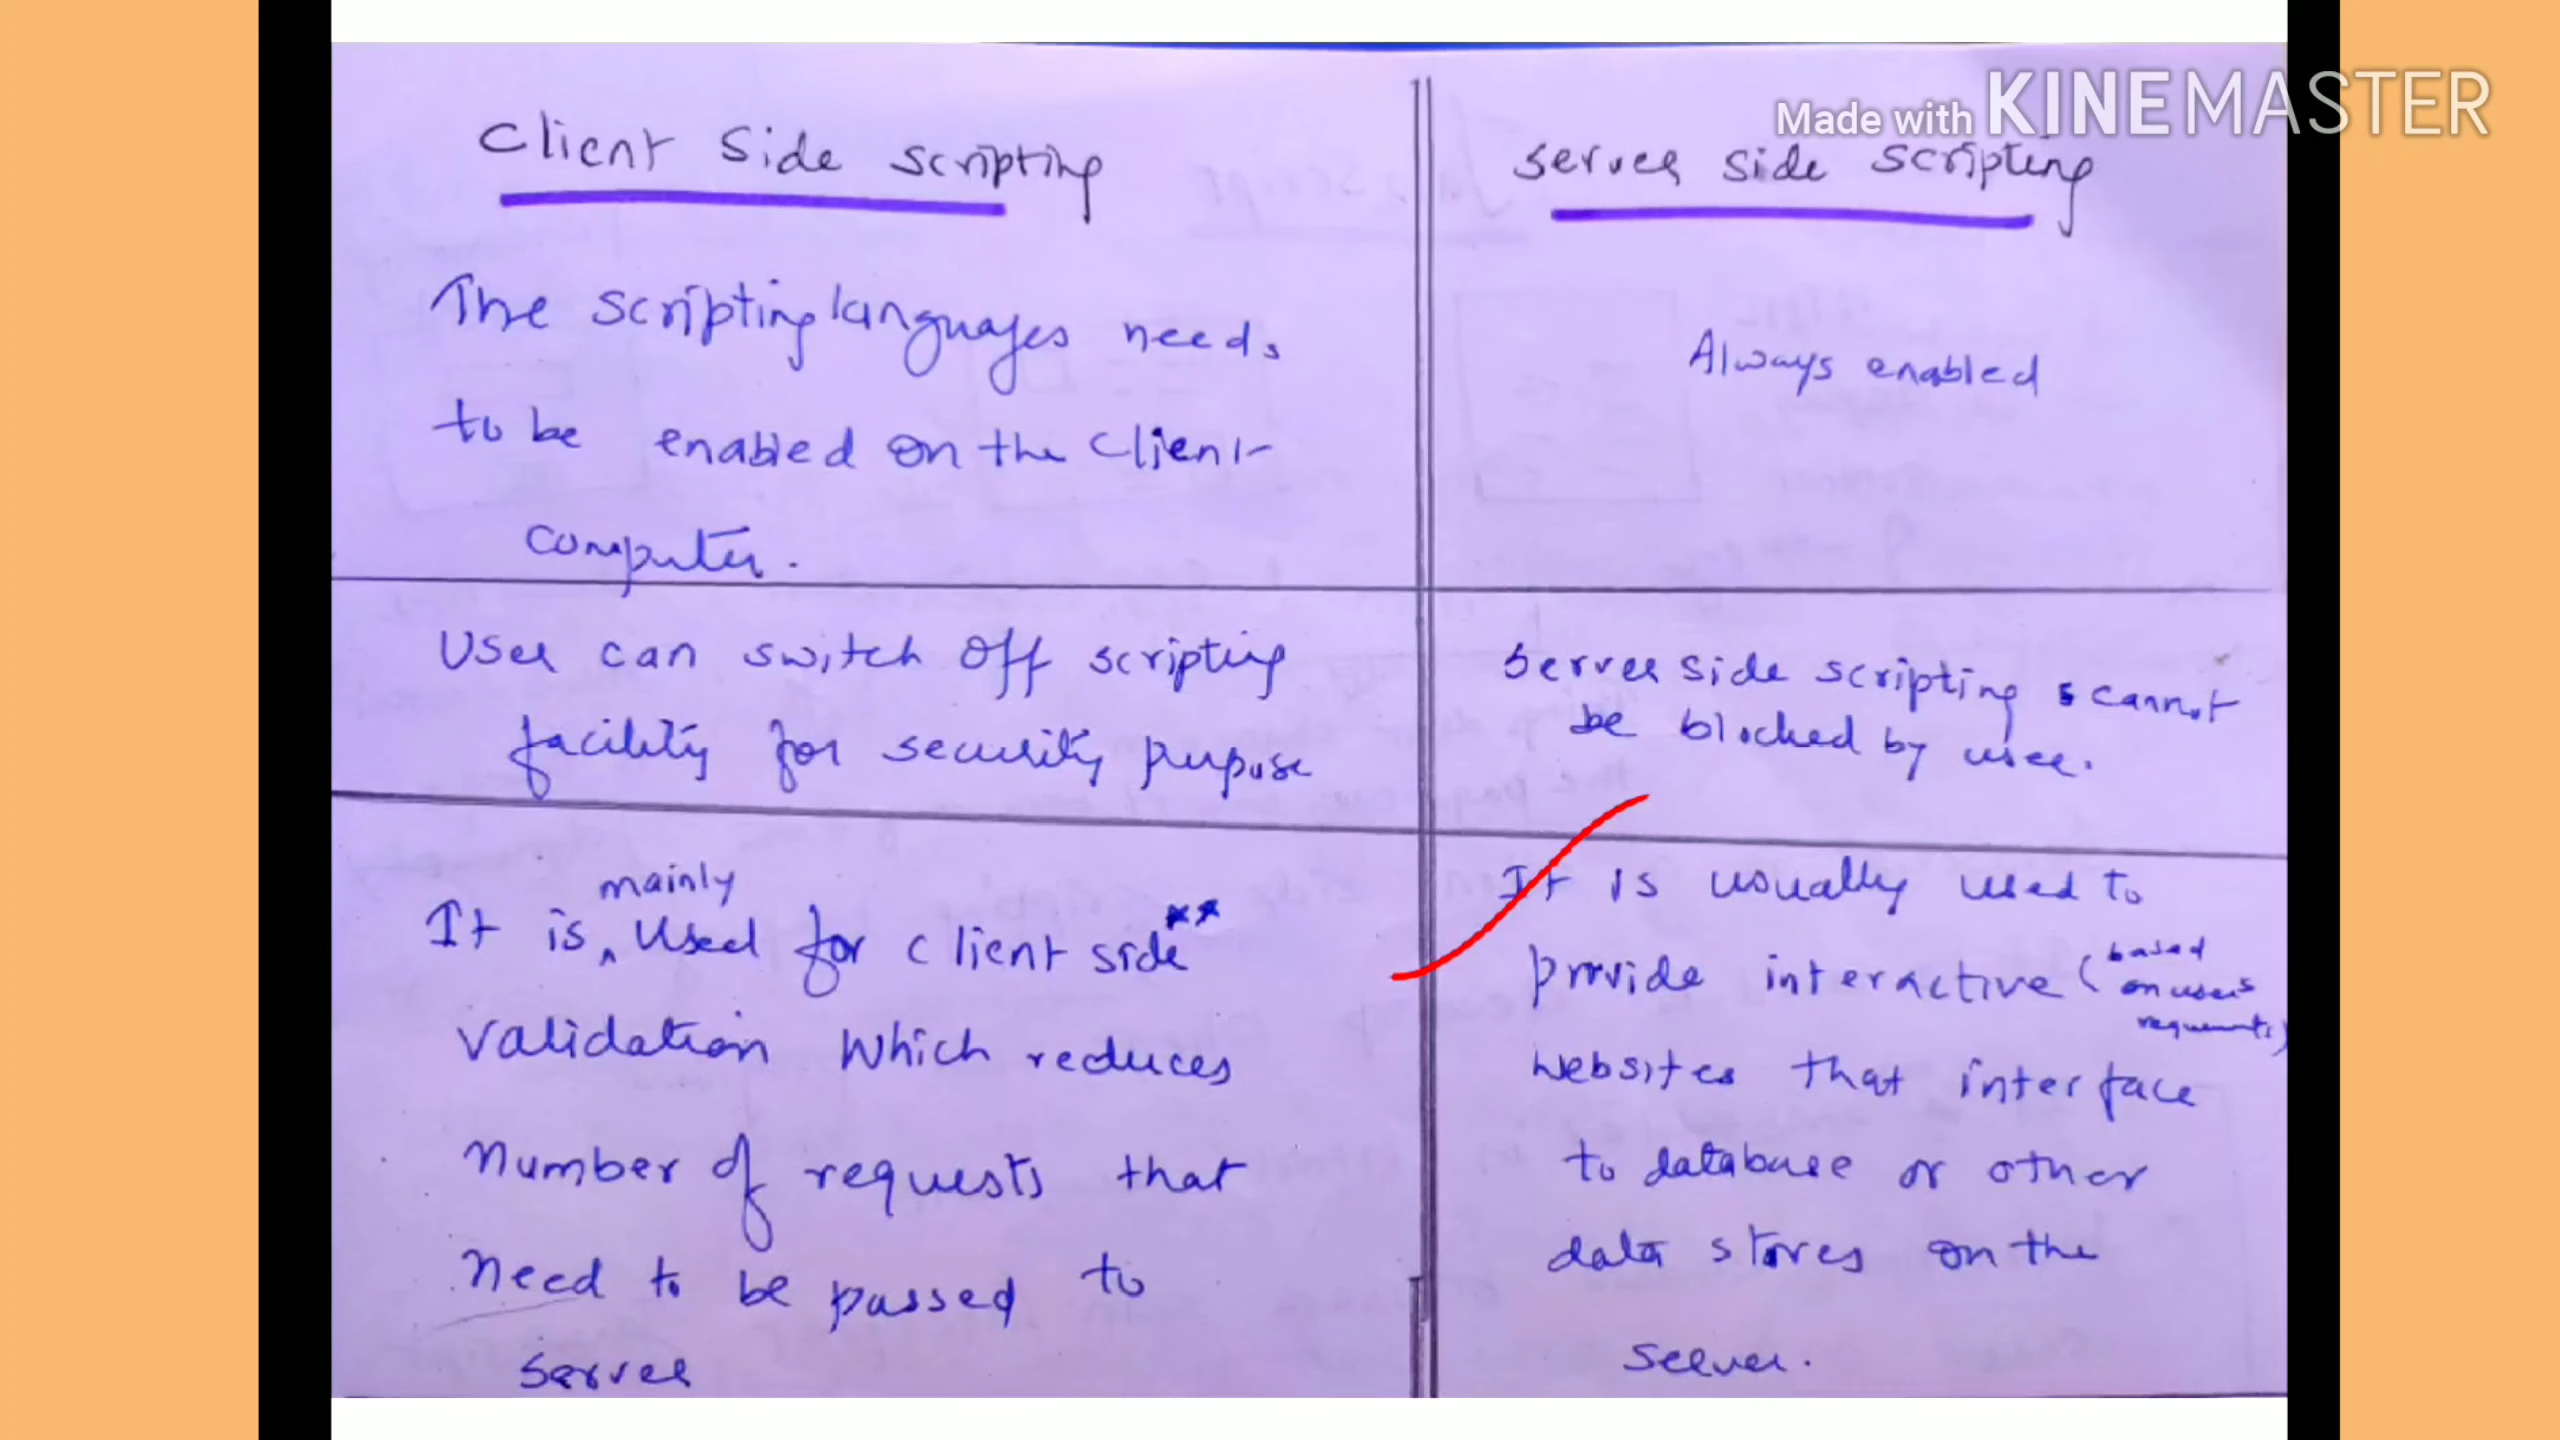 Made with KINEMASTER
Client Side Scripting
The scripting languages needs
to be enabled on the client
computer.
User can switch off scripting
facility for security purpose
mainly
It is ^ used for client side**
validation which reduces
number of requests that
need to be passed to
server
Server side scripting
Always enabled
Server side scripting s cannot
be blocked by user.
It is usually used to
provide interactive (based
on users
requirements)
websites that interface
to database or other
data stores on the
server.